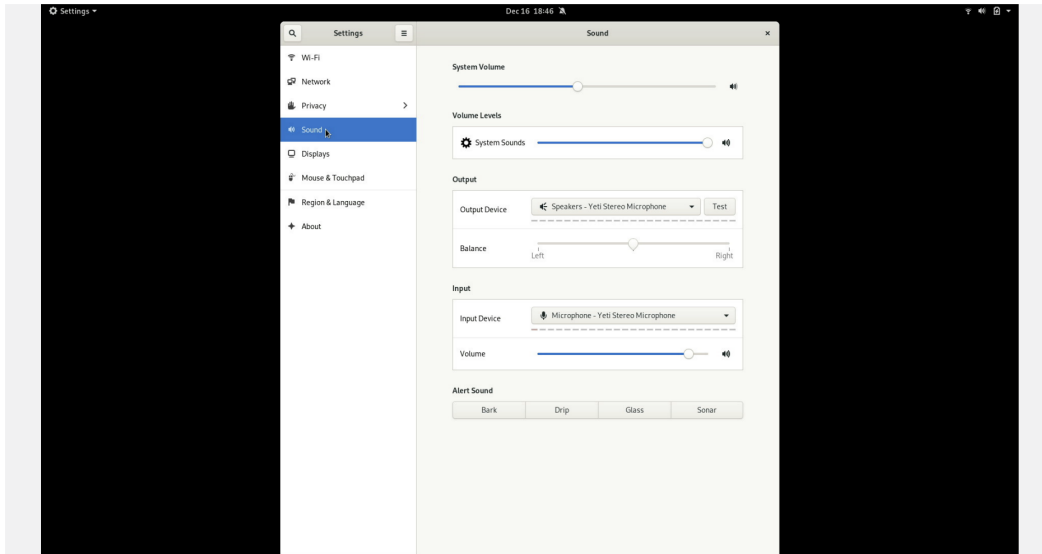 Settings
Dec 16 18:46
Settings
Sound
Wi-Fi
Network
Privacy
Sound
Displays
Mouse & Touchpad
Region & Language
About
System Volume
Volume Levels
System Sounds
Output
Output Device
Speakers - Yeti Stereo Microphone
Test
Balance
Left
Right
Input
Input Device
Microphone - Yeti Stereo Microphone
Volume
Alert Sound
Bark
Drip
Glass
Sonar